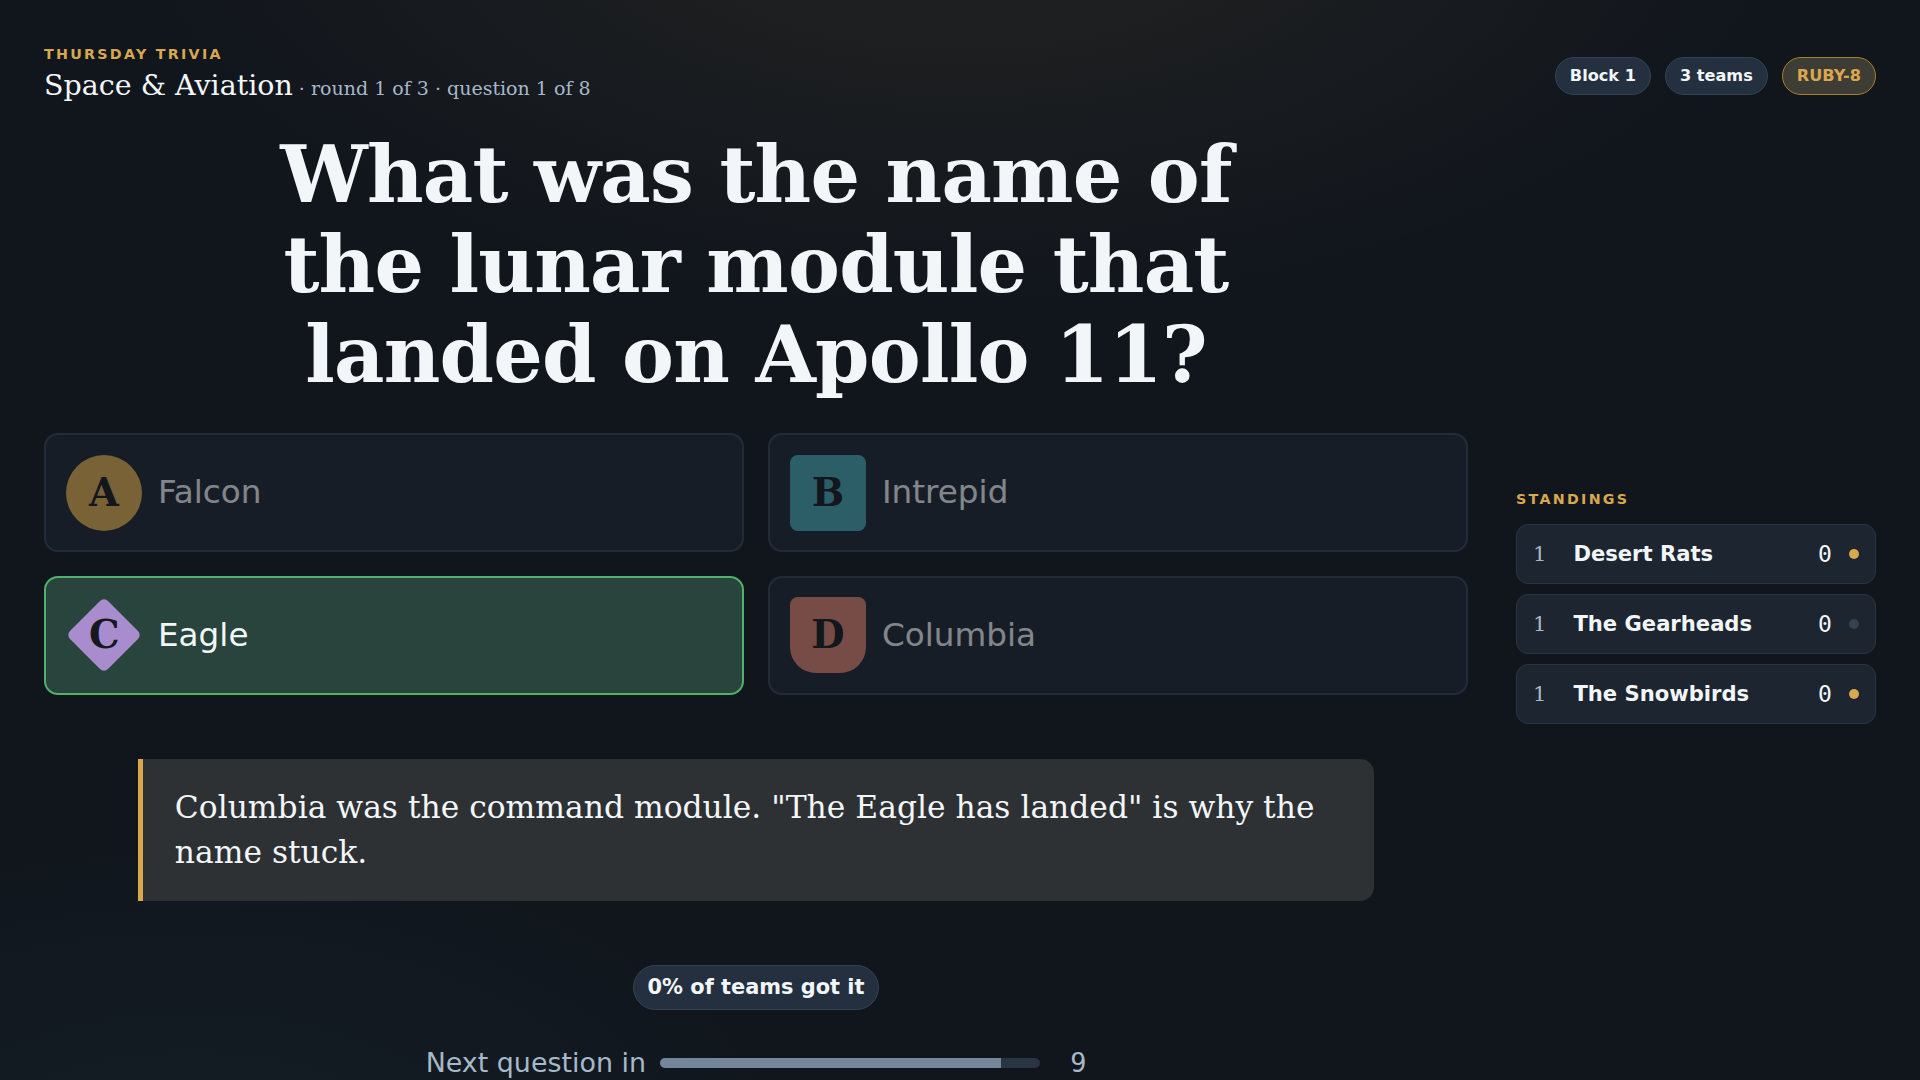 THURSDAY TRIVIA
Space & Aviation · round 1 of 3 · question 1 of 8
Block 1
3 teams
RUBY-8
What was the name of
the lunar module that
landed on Apollo 11?
A Falcon
B Intrepid
C Eagle
D Columbia
STANDINGS
1 Desert Rats 0
1 The Gearheads 0
1 The Snowbirds 0
Columbia was the command module. "The Eagle has landed" is why the
name stuck.
0% of teams got it
Next question in 9